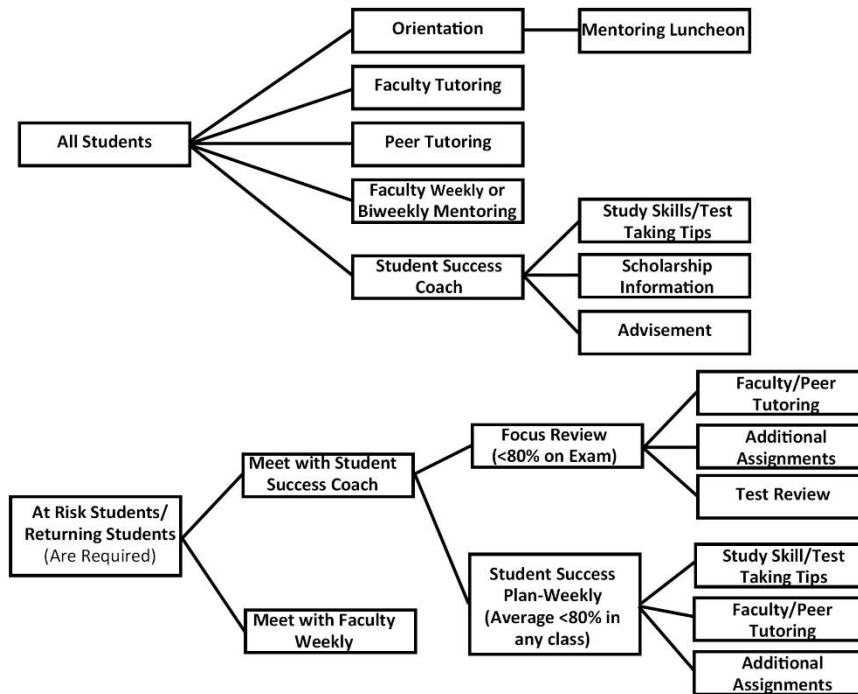 Orientation
Mentoring Luncheon
Faculty Tutoring
All Students
Peer Tutoring
Faculty Weekly or
Biweekly Mentoring
Student Success
Coach
Study Skills/Test
Taking Tips
Scholarship
Information
Advisement
At Risk Students/
Returning Students
(Are Required)
Meet with Student
Success Coach
Focus Review
(<80% on Exam)
Faculty/Peer
Tutoring
Additional
Assignments
Test Review
Student Success
Plan-Weekly
(Average <80% in
any class)
Study Skill/Test
Taking Tips
Faculty/Peer
Tutoring
Additional
Assignments
Meet with Faculty
Weekly